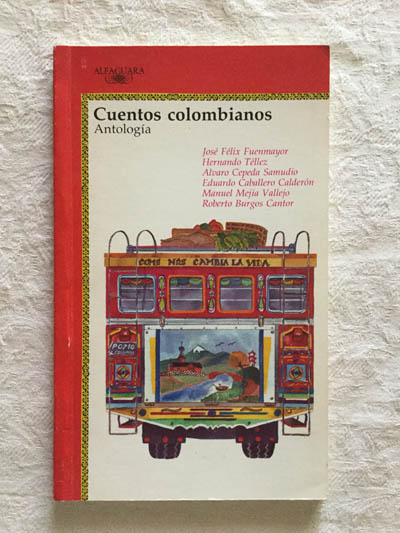 ALFAGUARA
Cuentos colombianos
Antología
José Félix Fuenmayor
Hernando Téllez
Alvaro Cepeda Samudio
Eduardo Caballero Calderón
Manuel Mejía Vallejo
Roberto Burgos Cantor
COMO NOS CAMBIA LA VIDA